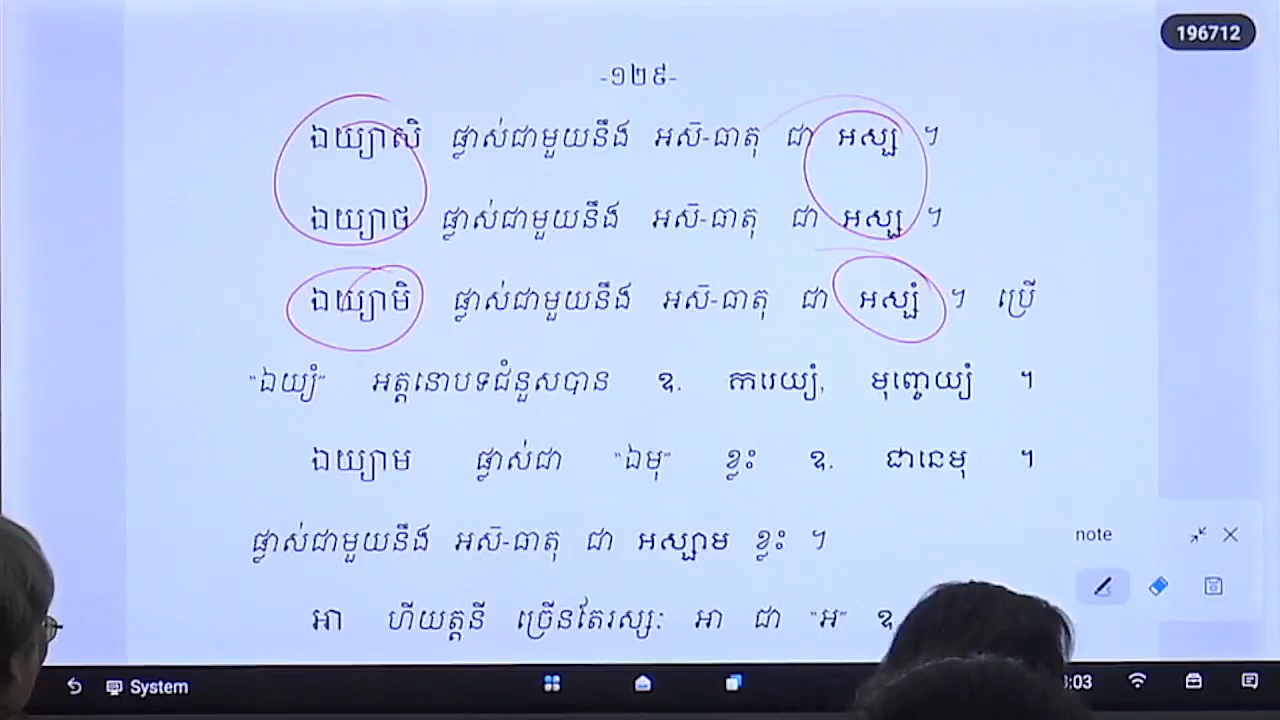 196712
-១២៩-
ឯយ្យាសិ ផ្លាស់ជាមួយនឹង អស៑-ធាតុ ជា អស្ស ។
ឯយ្យាថ ផ្លាស់ជាមួយនឹង អស៑-ធាតុ ជា អស្ស ។
ឯយ្យាមិ ផ្លាស់ជាមួយនឹង អស៑-ធាតុ ជា អស្សំ ។ ប្រើ
"ឯយ្យំ" អត្តនោបទជំនួសបាន ឧ. ការេយ្យំ, មុញ្ចេយ្យំ ។
ឯយ្យាម ផ្លាស់ជា "ឯមុ" ខ្លះ ឧ. ជានេមុ ។
ផ្លាស់ជាមួយនឹង អស៑-ធាតុ ជា អស្សាម ខ្លះ ។
អា ហីយត្តនី ច្រើនតែរស្សៈ អា ជា "អ" ឧ
note
System
:03